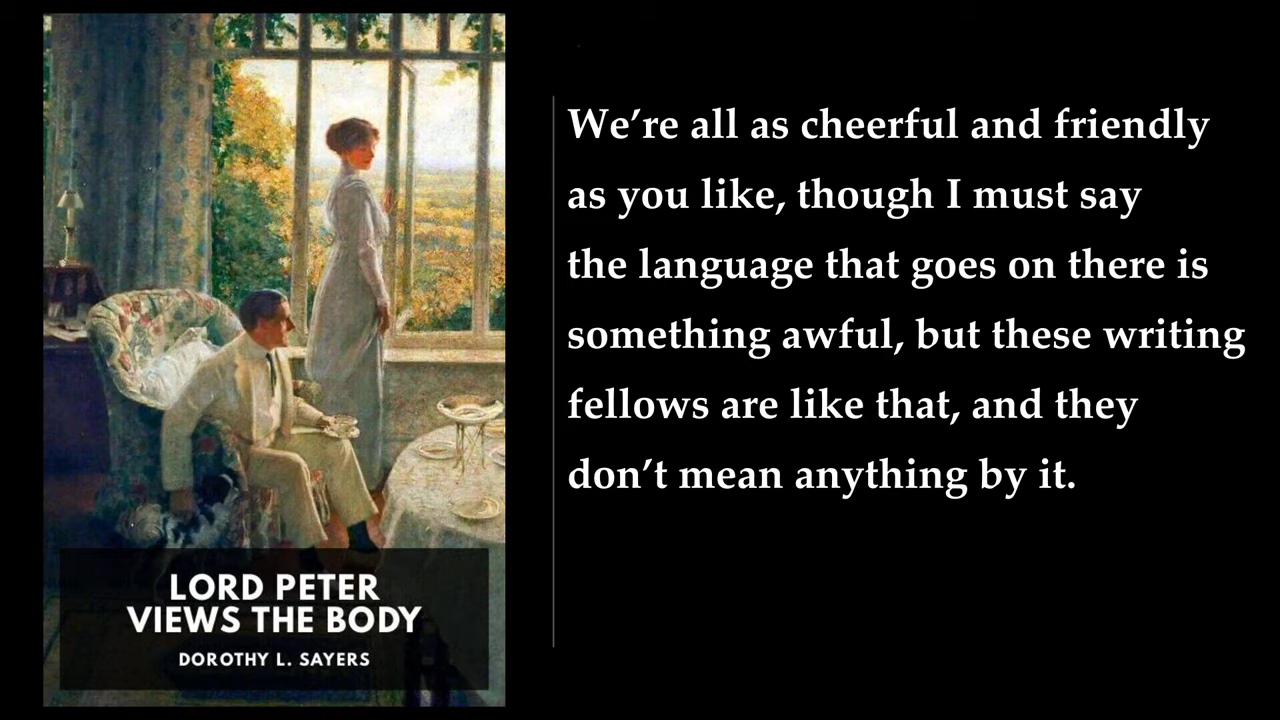 We’re all as cheerful and friendly
as you like, though I must say
the language that goes on there is
something awful, but these writing
fellows are like that, and they
don’t mean anything by it.
LORD PETER
VIEWS THE BODY
DOROTHY L. SAYERS